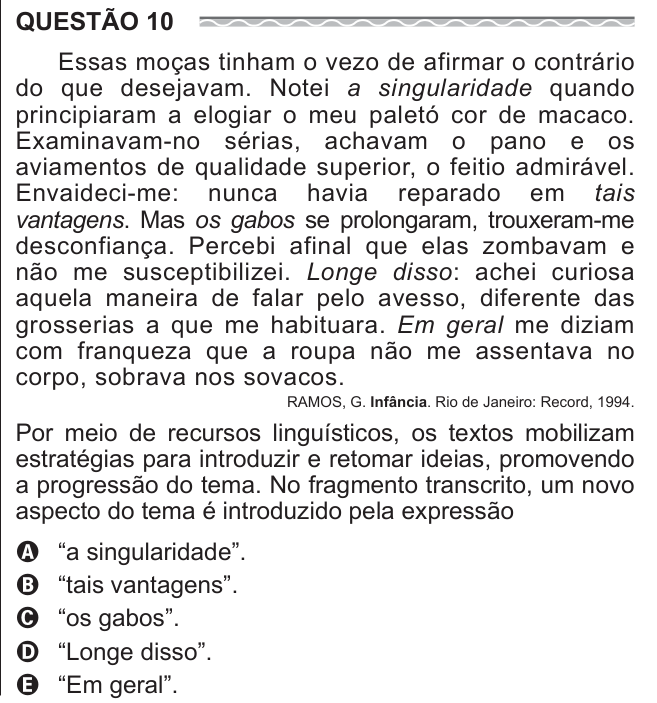 QUESTÃO 10
Essas moças tinham o vezo de afirmar o contrário
do que desejavam. Notei a singularidade quando
principiaram a elogiar o meu paletó cor de macaco.
Examinavam-no sérias, achavam o pano e os
aviamentos de qualidade superior, o feitio admirável.
Envaideci-me: nunca havia reparado em tais
vantagens. Mas os gabos se prolongaram, trouxeram-me
desconfiança. Percebi afinal que elas zombavam e
não me susceptibilizei. Longe disso: achei curiosa
aquela maneira de falar pelo avesso, diferente das
grosserias a que me habituara. Em geral me diziam
com franqueza que a roupa não me assentava no
corpo, sobrava nos sovacos.
RAMOS, G. Infância. Rio de Janeiro: Record, 1994.
Por meio de recursos linguísticos, os textos mobilizam
estratégias para introduzir e retomar ideias, promovendo
a progressão do tema. No fragmento transcrito, um novo
aspecto do tema é introduzido pela expressão
A “a singularidade”.
B “tais vantagens”.
C “os gabos”.
D “Longe disso”.
E “Em geral”.